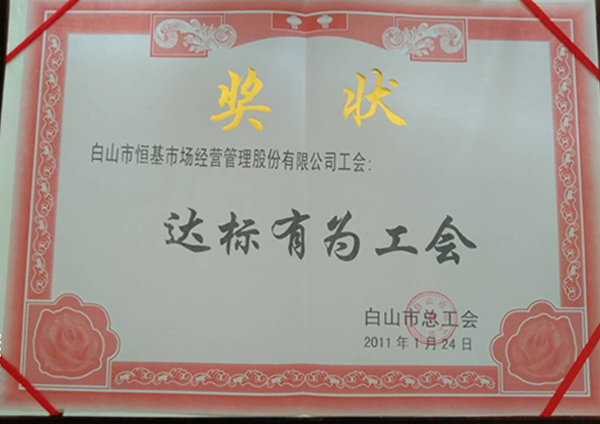 奖状
白山市恒基市场经营管理股份有限公司工会:
达标有为工会
白山市总工会
2011年1月24日